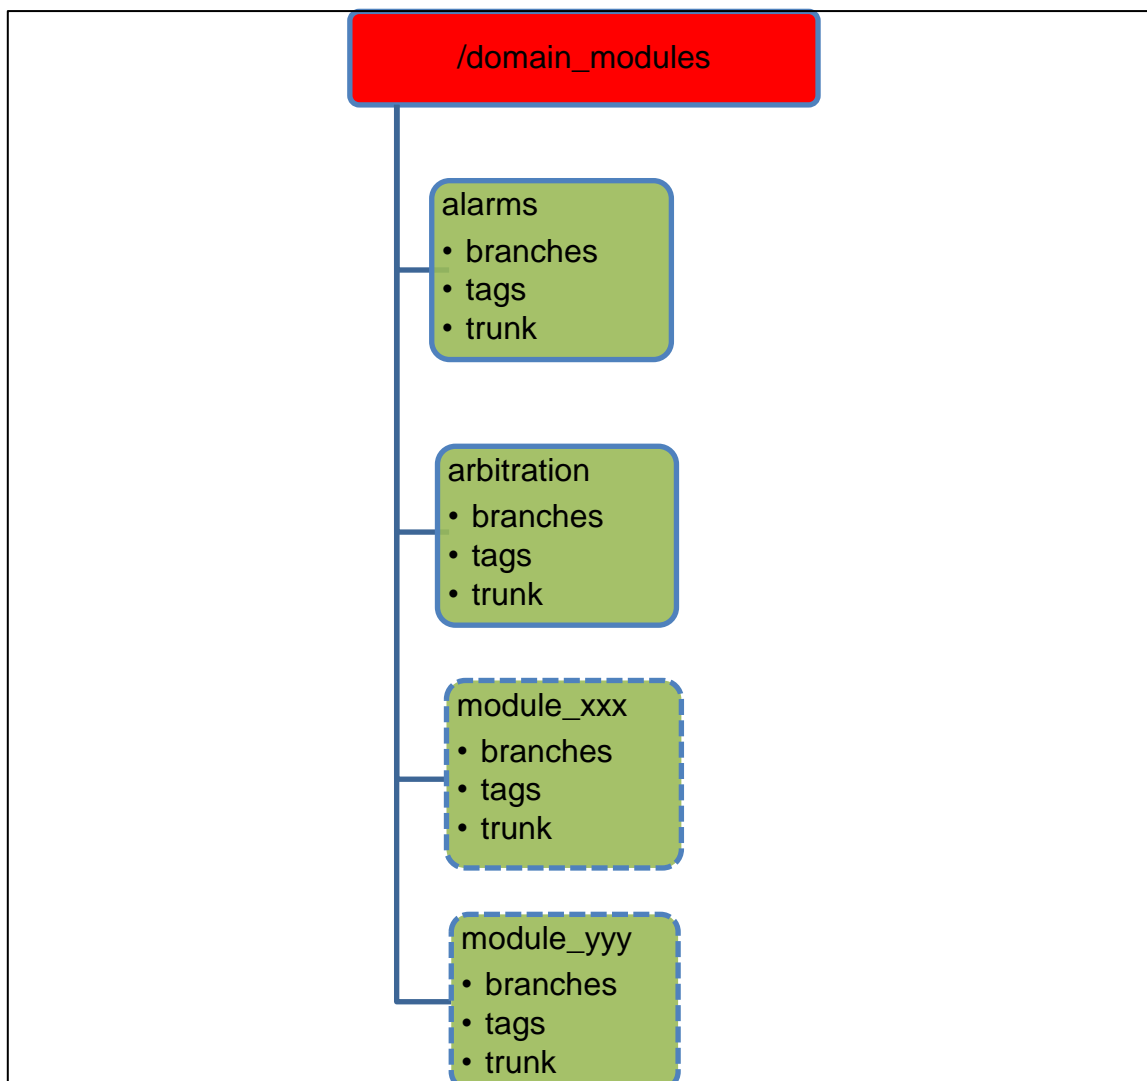 /domain_modules
alarms
• branches
• tags
• trunk
arbitration
• branches
• tags
• trunk
module_xxx
• branches
• tags
• trunk
module_yyy
• branches
• tags
• trunk